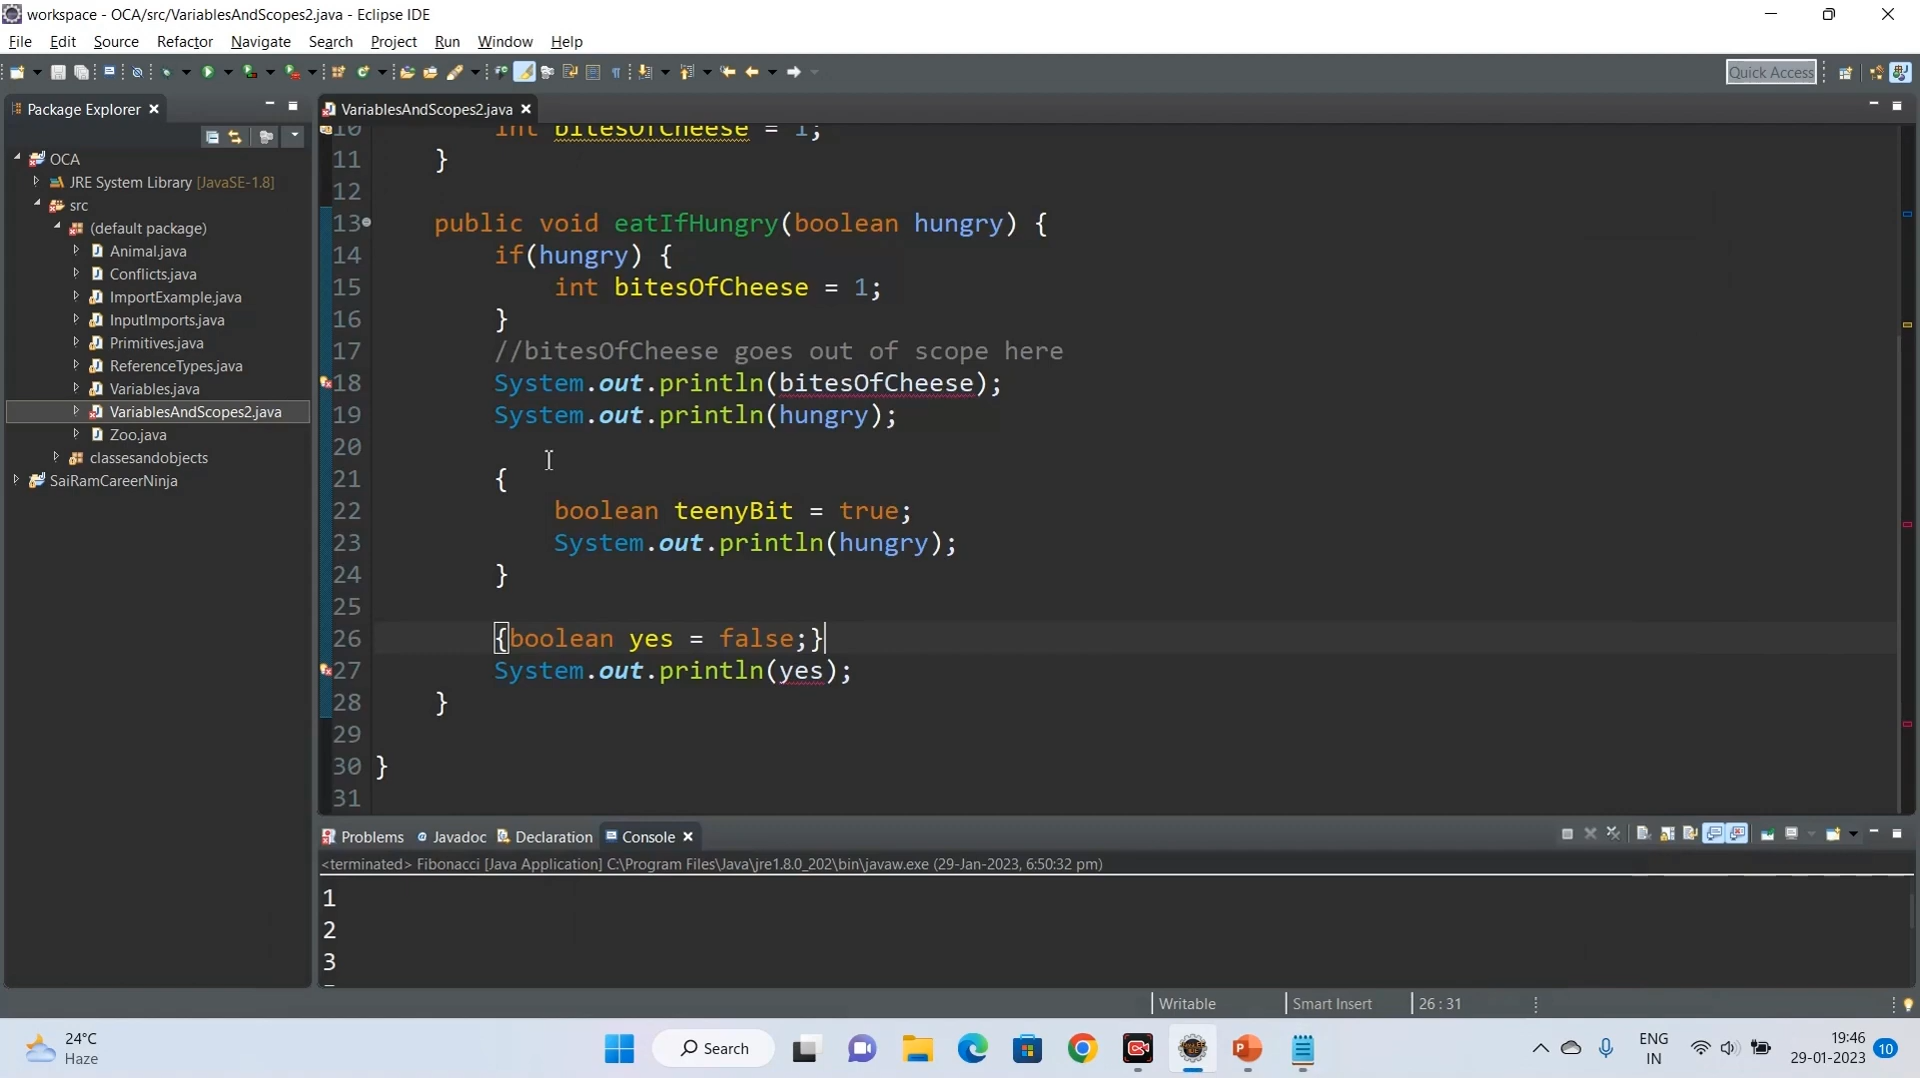 workspace - OCA/src/VariablesAndScopes2.java - Eclipse IDE
File Edit Source Refactor Navigate Search Project Run Window Help
Quick Access
Package Explorer
VariablesAndScopes2.java
OCA
JRE System Library [JavaSE-1.8]
src
(default package)
Animal.java
Conflicts.java
ImportExample.java
InputImports.java
Primitives.java
ReferenceTypes.java
Variables.java
VariablesAndScopes2.java
Zoo.java
classesandobjects
SaiRamCareerNinja
10 int bitesOfCheese = 1;
11 }
12
13 public void eatIfHungry(boolean hungry) {
14 if(hungry) {
15 int bitesOfCheese = 1;
16 }
17 //bitesOfCheese goes out of scope here
18 System.out.println(bitesOfCheese);
19 System.out.println(hungry);
20
21 {
22 boolean teenyBit = true;
23 System.out.println(hungry);
24 }
25
26 {boolean yes = false;}
27 System.out.println(yes);
28 }
29
30 }
31
Problems Javadoc Declaration Console
<terminated> Fibonacci [Java Application] C:\Program Files\Java\jre1.8.0_202\bin\javaw.exe (29-Jan-2023, 6:50:32 pm)
1
2
3
Writable Smart Insert 26 : 31
24°C
Haze
Search
ENG
IN
19:46
29-01-2023
10